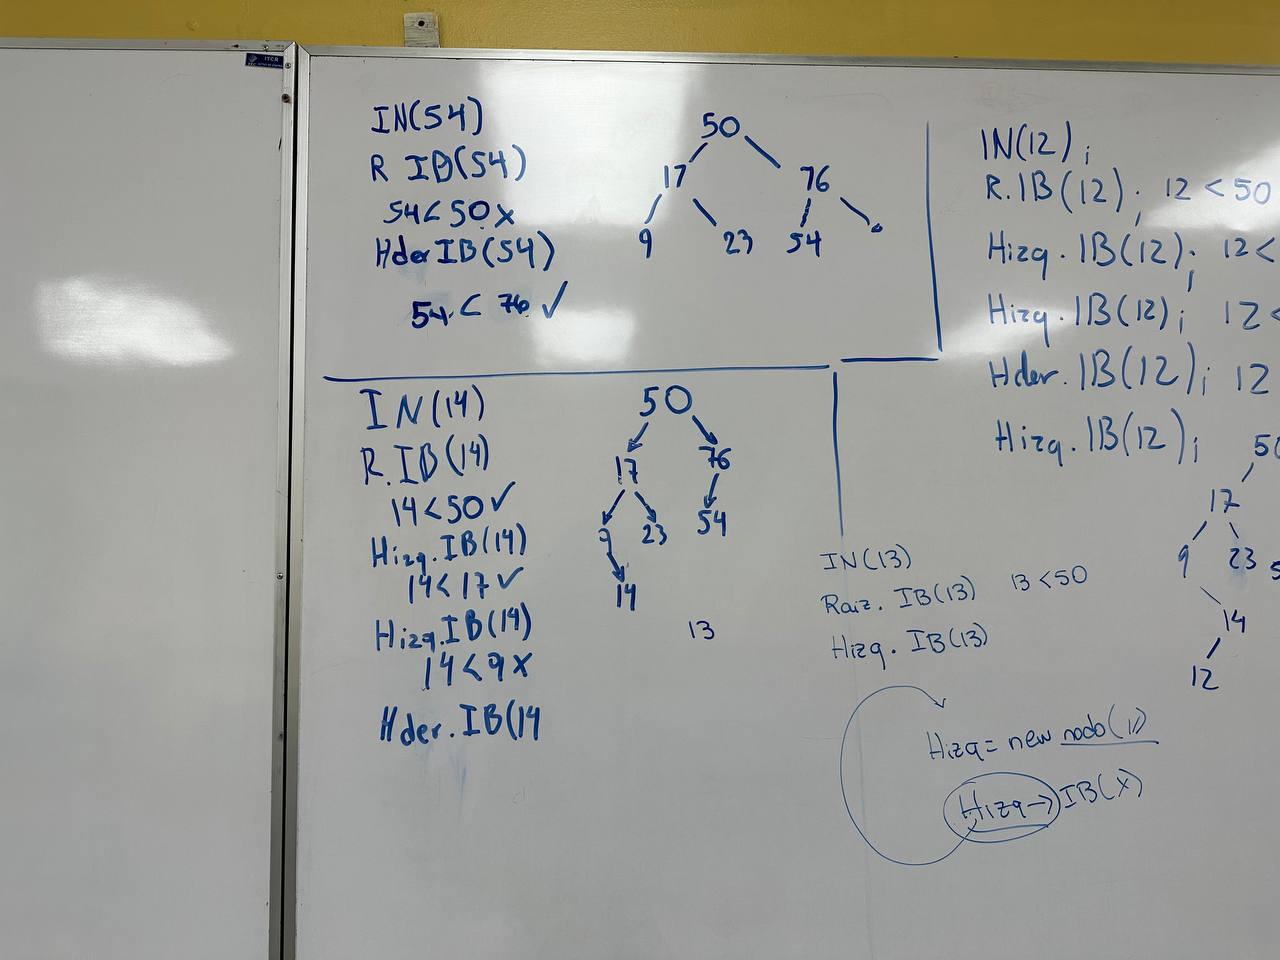 ITCR
IN(54)
R IB(54)
54<50 x
Hder IB(54)
54 < 76 ✓
50
17 76
9 23 54
IN(12);
R.IB(12); 12 < 50
Hizq. IB(12); 12 <
Hizq. IB(12); 12 <
Hder. IB(12); 12
Hizq. IB(12);
50
17
9 23 5
14
12
IN(14)
R.IB(14)
14<50 ✓
Hizq.IB(14)
14<17 ✓
Hizq.IB(14)
14<9 x
Hder.IB(14
50
17 76
9 23 54
14
13
IN(13)
Raiz. IB(13) 13<50
Hizq. IB(13)
Hizq= new nodo( )
Hizq→IB(X)